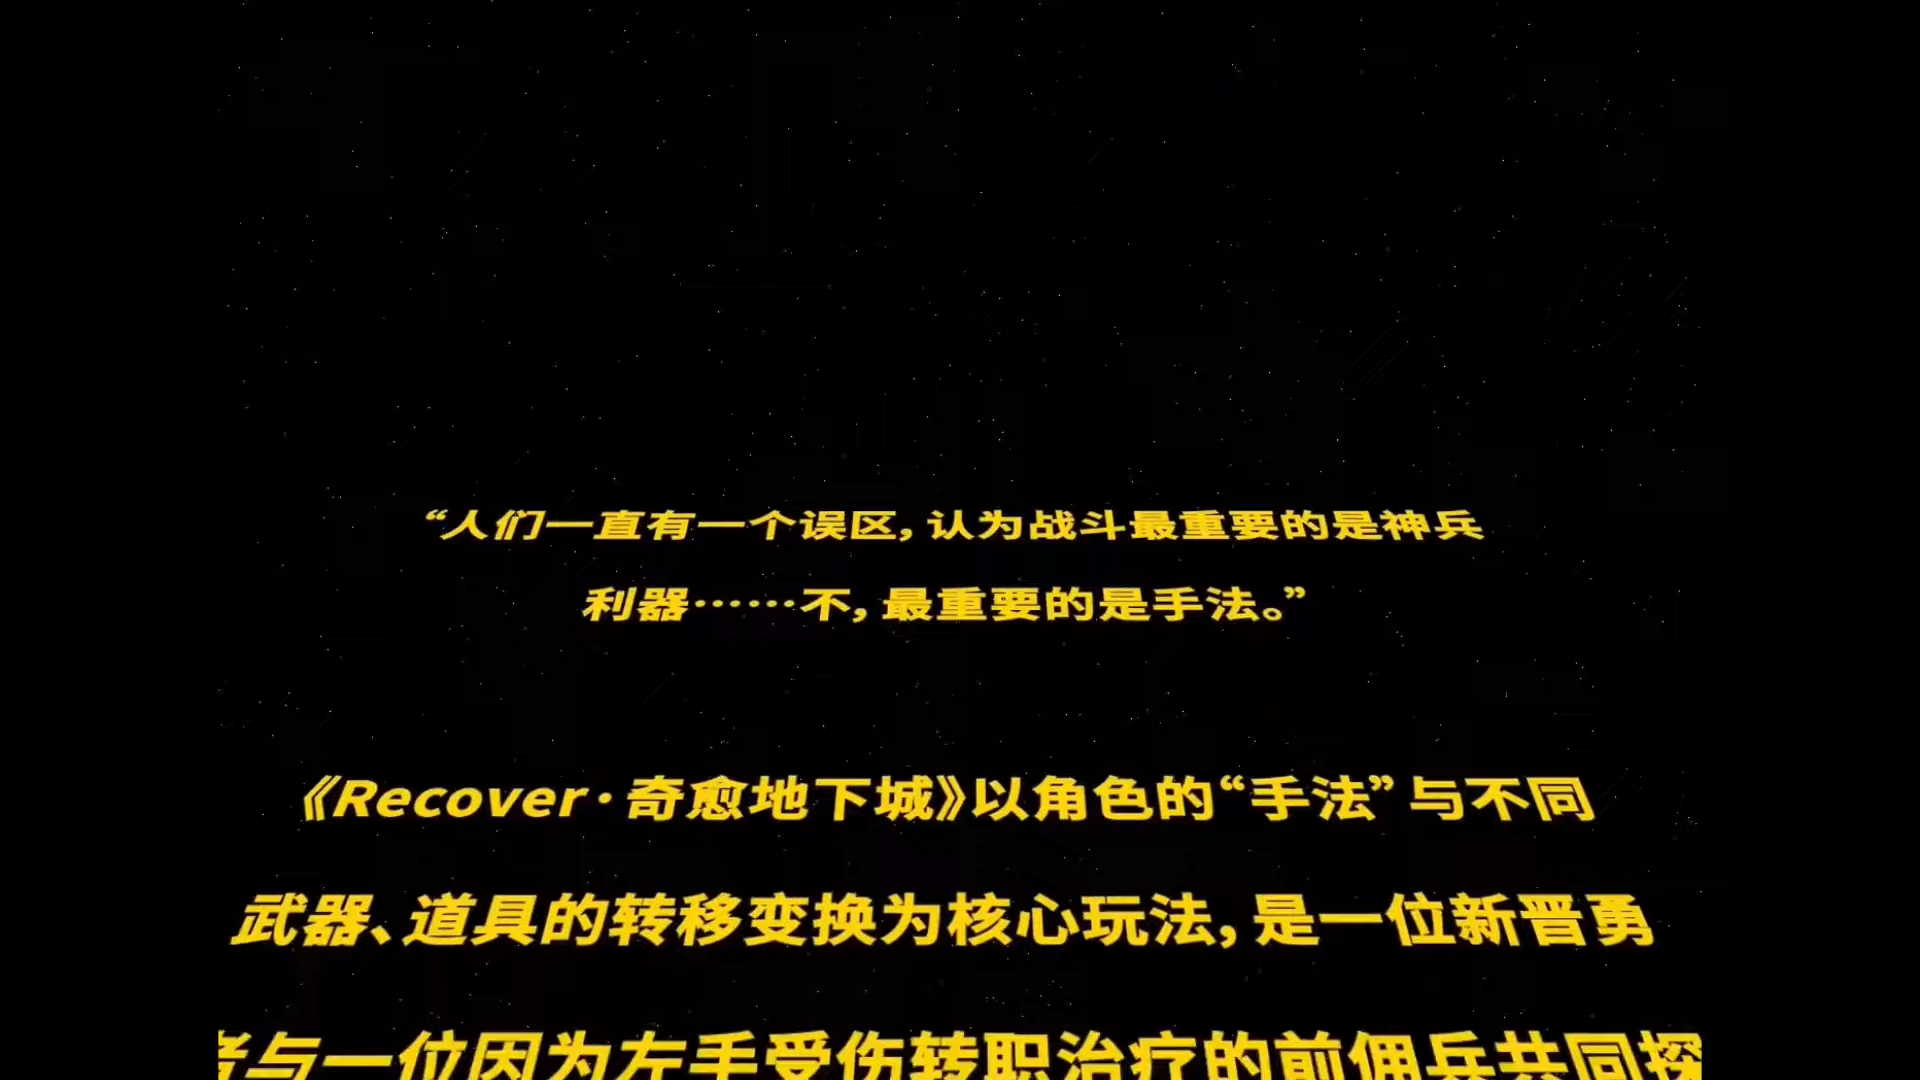 “人们一直有一个误区，认为战斗最重要的是神兵
利器……不，最重要的是手法。”
《Recover·奇愈地下城》以角色的“手法”与不同
武器、道具的转移变换为核心玩法，是一位新晋勇
者与一位因为左手受伤转职治疗的前佣兵共同探